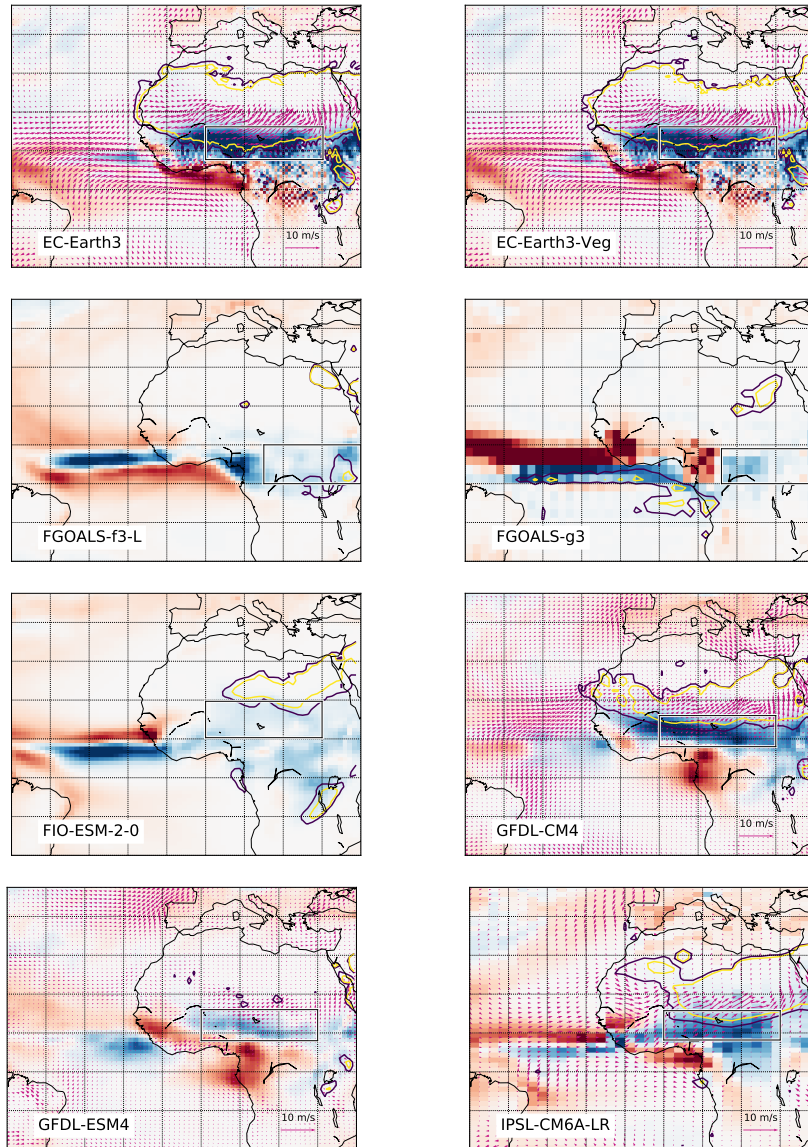 10 m/s
EC-Earth3
10 m/s
EC-Earth3-Veg
FGOALS-f3-L
FGOALS-g3
FIO-ESM-2-0
10 m/s
GFDL-CM4
10 m/s
GFDL-ESM4
10 m/s
IPSL-CM6A-LR